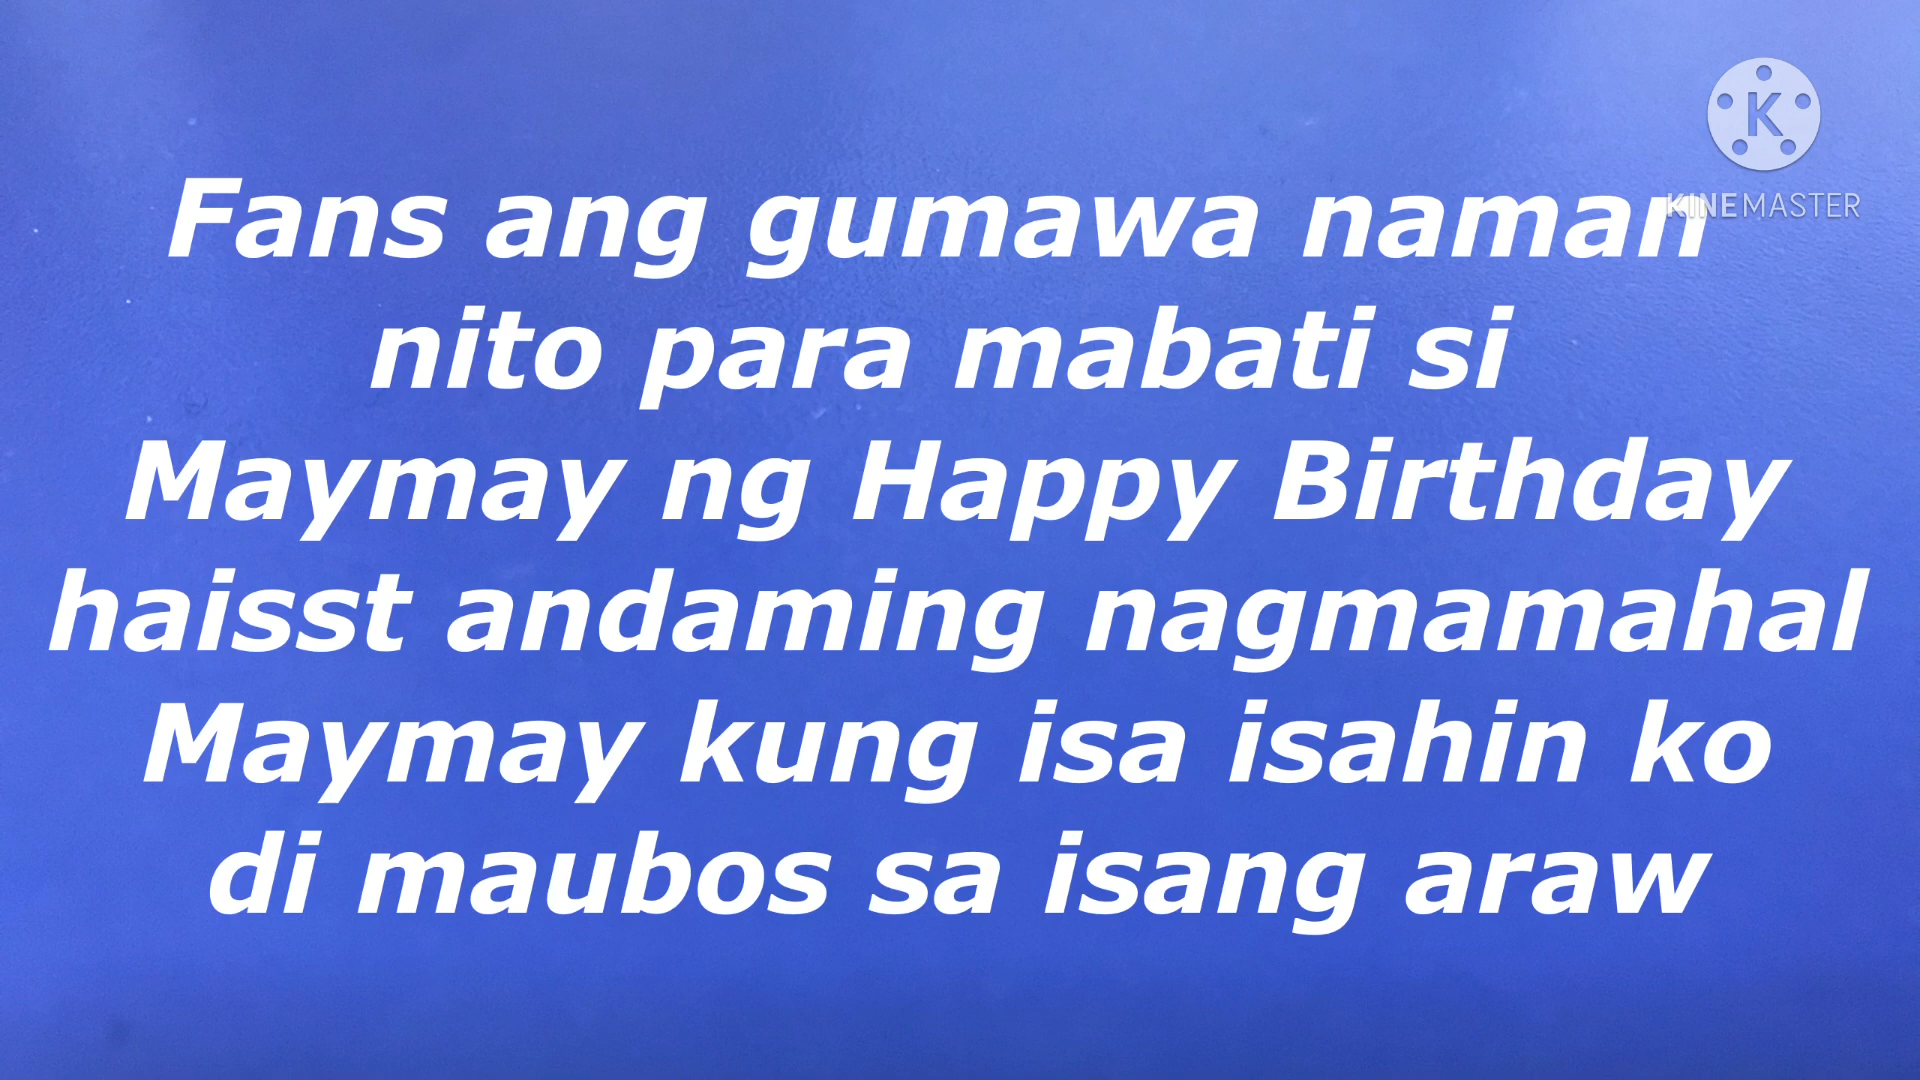 KINEMASTER
Fans ang gumawa naman
nito para mabati si
Maymay ng Happy Birthday
haisst andaming nagmamahal
Maymay kung isa isahin ko
di maubos sa isang araw